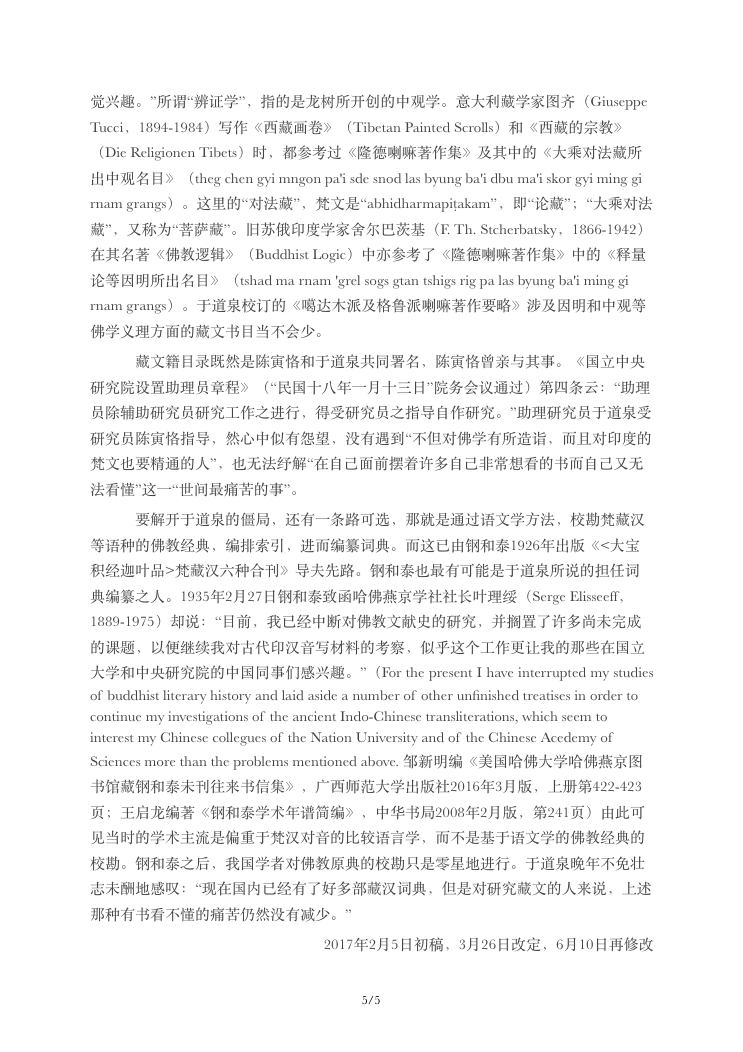 觉兴趣。”所谓“辨证学”，指的是龙树所开创的中观学。意大利藏学家图齐（Giuseppe
Tucci，1894-1984）写作《西藏画卷》（Tibetan Painted Scrolls）和《西藏的宗教》
（Die Religionen Tibets）时，都参考过《隆德喇嘛著作集》及其中的《大乘对法藏所
出中观名目》（theg chen gyi mngon pa'i sde snod las byung ba'i dbu ma'i skor gyi ming gi
rnam grangs）。这里的“对法藏”，梵文是“abhidharmapiṭakam”，即“论藏”；“大乘对法
藏”，又称为“菩萨藏”。旧苏俄印度学家舍尔巴茨基（F. Th. Stcherbatsky，1866-1942）
在其名著《佛教逻辑》（Buddhist Logic）中亦参考了《隆德喇嘛著作集》中的《释量
论等因明所出名目》（tshad ma rnam 'grel sogs gtan tshigs rig pa las byung ba'i ming gi
rnam grangs）。于道泉校订的《噶达木派及格鲁派喇嘛著作要略》涉及因明和中观等
佛学义理方面的藏文书目当不会少。
藏文籍目录既然是陈寅恪和于道泉共同署名，陈寅恪曾亲与其事。《国立中央
研究院设置助理员章程》（“民国十八年一月十三日”院务会议通过）第四条云：“助理
员除辅助研究员研究工作之进行，得受研究员之指导自作研究。”助理研究员于道泉受
研究员陈寅恪指导，然心中似有怨望，没有遇到“不但对佛学有所造诣，而且对印度的
梵文也要精通的人”，也无法纾解“在自己面前摆着许多自己非常想看的书而自己又无
法看懂”这一“世间最痛苦的事”。
要解开于道泉的僵局，还有一条路可选，那就是通过语文学方法，校勘梵藏汉
等语种的佛教经典，编排索引，进而编纂词典。而这已由钢和泰1926年出版《<大宝
积经迦叶品>梵藏汉六种合刊》导夫先路。钢和泰也最有可能是于道泉所说的担任词
典编纂之人。1935年2月27日钢和泰致函哈佛燕京学社社长叶理绥（Serge Elisseeff，
1889-1975）却说：“目前，我已经中断对佛教文献史的研究，并搁置了许多尚未完成
的课题，以便继续我对古代印汉音写材料的考察，似乎这个工作更让我的那些在国立
大学和中央研究院的中国同事们感兴趣。”（For the present I have interrupted my studies
of buddhist literary history and laid aside a number of other unfinished treatises in order to
continue my investigations of the ancient Indo-Chinese transliterations, which seem to
interest my Chinese collegues of the Nation University and of the Chinese Accedemy of
Sciences more than the problems mentioned above. 邹新明编《美国哈佛大学哈佛燕京图
书馆藏钢和泰未刊往来书信集》，广西师范大学出版社2016年3月版，上册第422-423
页；王启龙编著《钢和泰学术年谱简编》，中华书局2008年2月版，第241页）由此可
见当时的学术主流是偏重于梵汉对音的比较语言学，而不是基于语文学的佛教经典的
校勘。钢和泰之后，我国学者对佛教原典的校勘只是零星地进行。于道泉晚年不免壮
志未酬地感叹：“现在国内已经有了好多部藏汉词典，但是对研究藏文的人来说，上述
那种有书看不懂的痛苦仍然没有减少。”
2017年2月5日初稿，3月26日改定，6月10日再修改
5/5